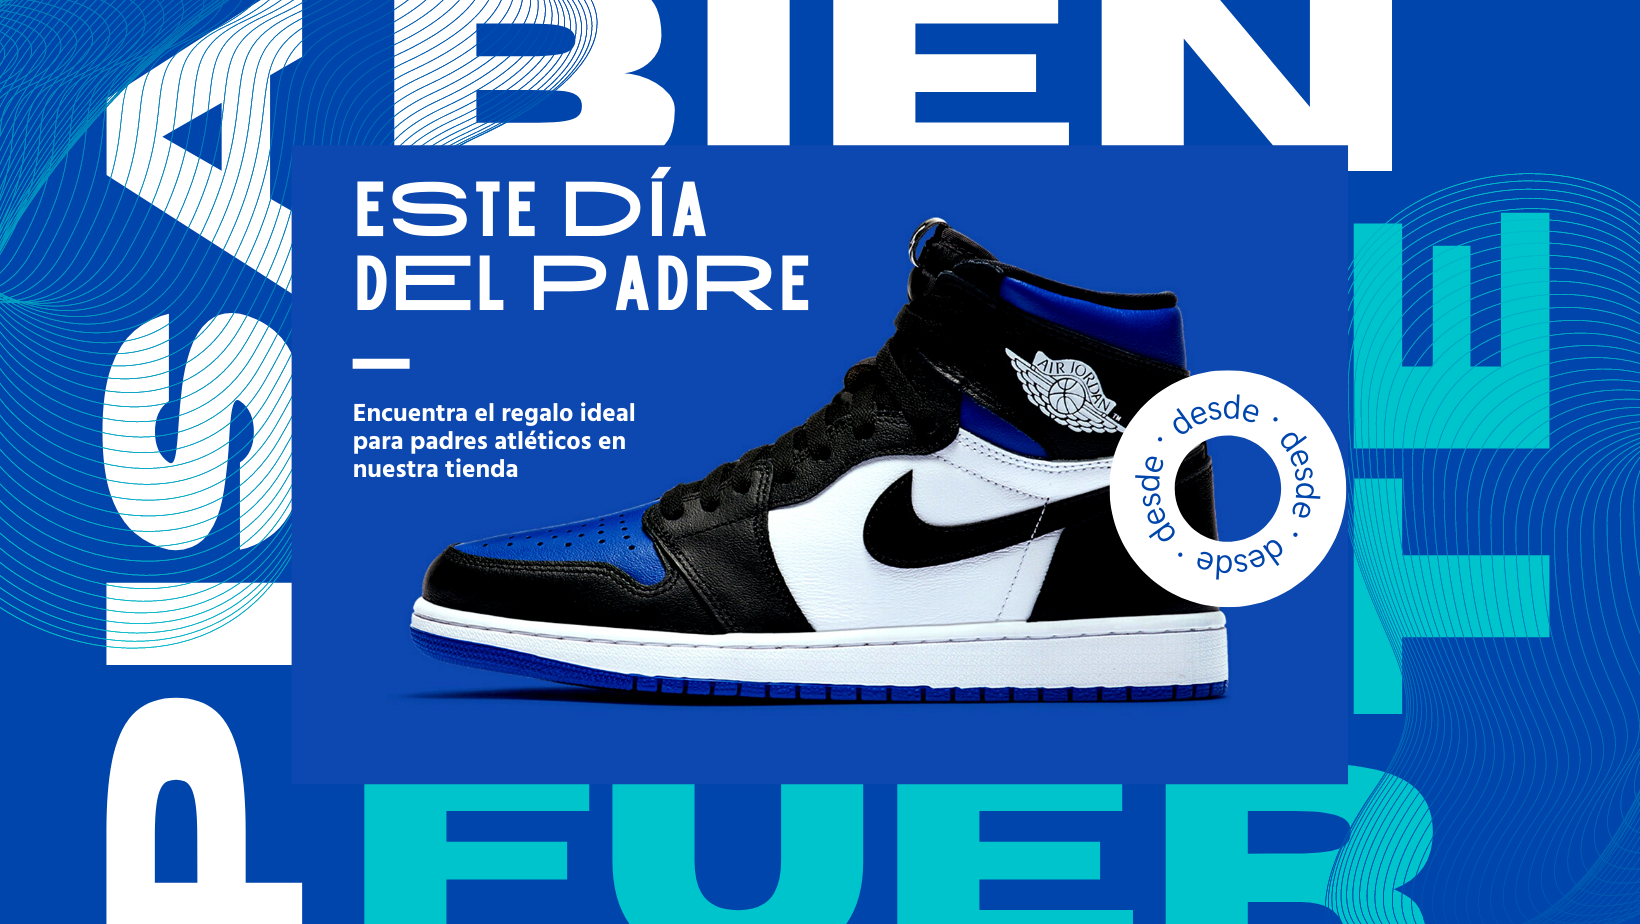 PISA
BIEN
ESTE DÍA
DEL PADRE
Encuentra el regalo ideal
para padres atléticos en
nuestra tienda
AIR JORDAN
TM
desde · desde · desde · desde ·
FUER
TE